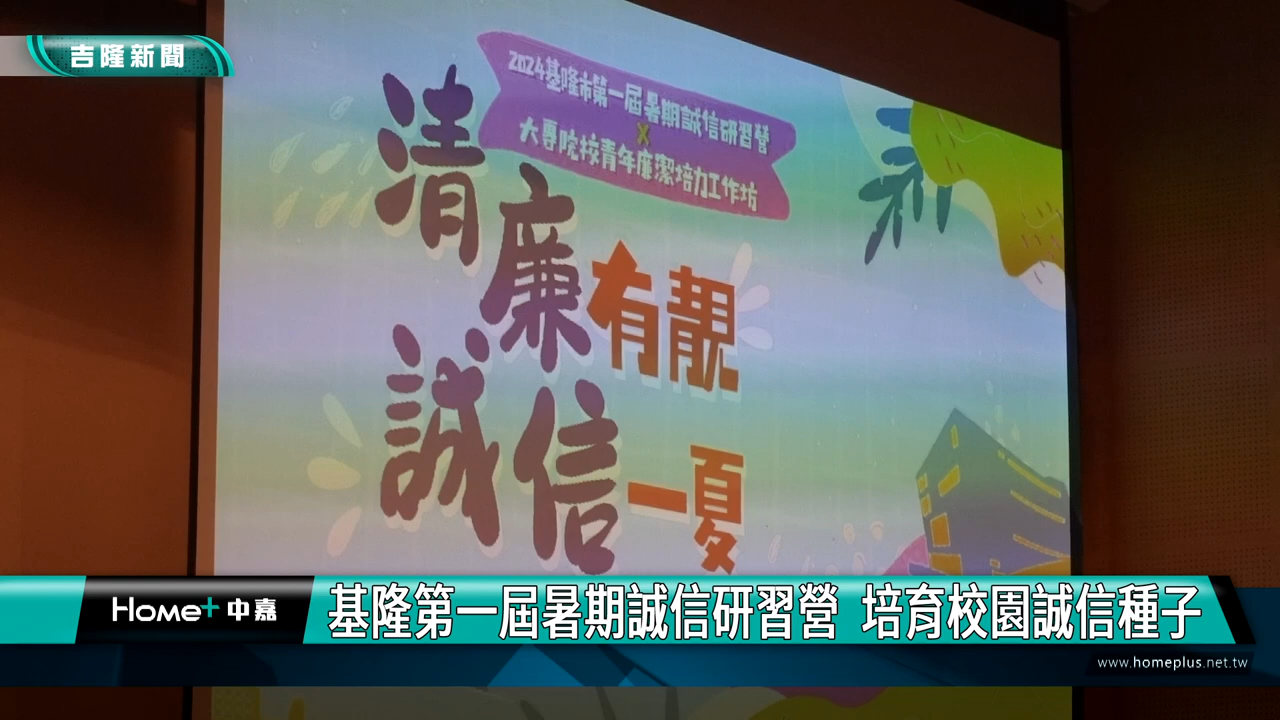 吉隆新聞
2024基隆市第一屆暑期誠信研習營
X
大專院校青年廉潔培力工作坊
清廉有靚
誠信一夏
Home+中嘉
基隆第一屆暑期誠信研習營 培育校園誠信種子
www.homeplus.net.tw